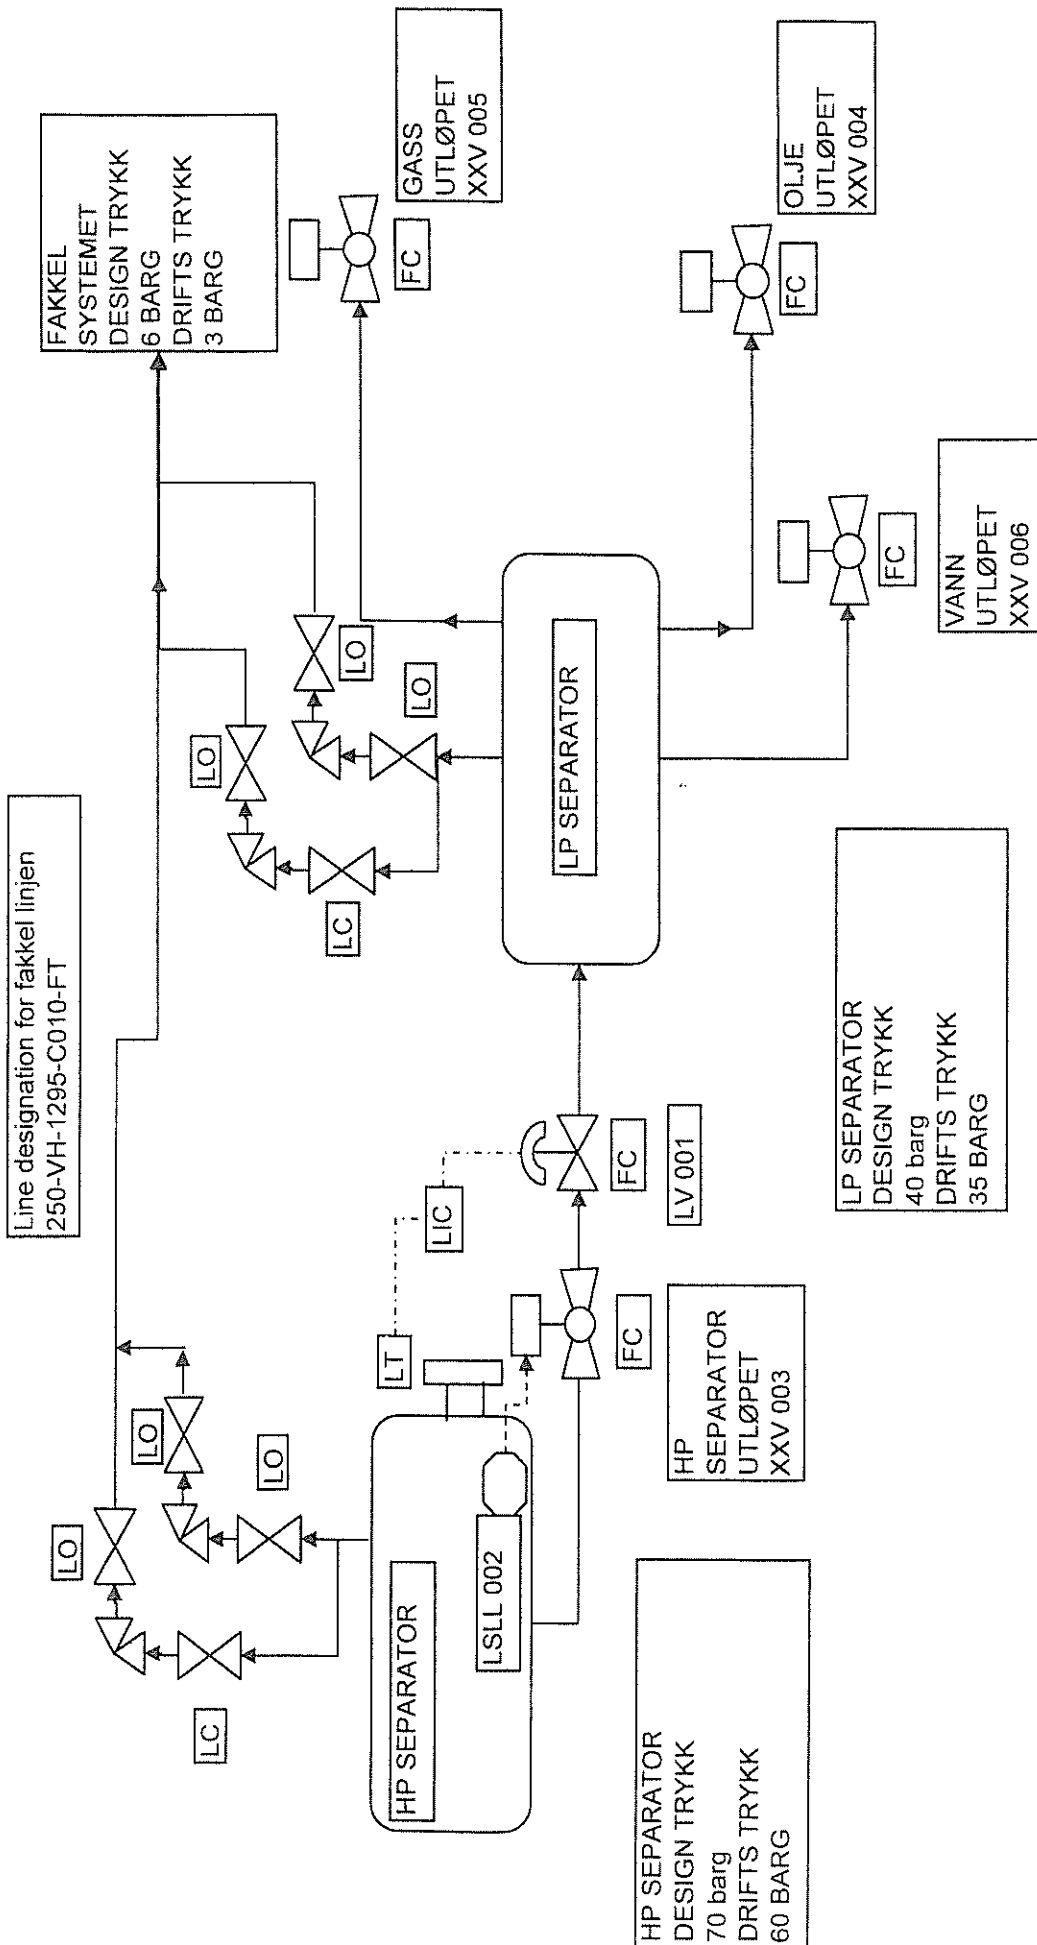 Line designation for fakkel linjen
250-VH-1295-C010-FT
FAKKEL
SYSTEMET
DESIGN TRYKK
6 BARG
DRIFTS TRYKK
3 BARG
LO
LO
LC
LO
LO
LO
LC
LO
GASS
UTLØPET
XXV 005
FC
HP SEPARATOR
LSLL 002
LT
LIC
FC
FC
LV 001
LP SEPARATOR
OLJE
UTLØPET
XXV 004
FC
FC
VANN
UTLØPET
XXV 006
HP
SEPARATOR
UTLØPET
XXV 003
HP SEPARATOR
DESIGN TRYKK
70 barg
DRIFTS TRYKK
60 BARG
LP SEPARATOR
DESIGN TRYKK
40 barg
DRIFTS TRYKK
35 BARG